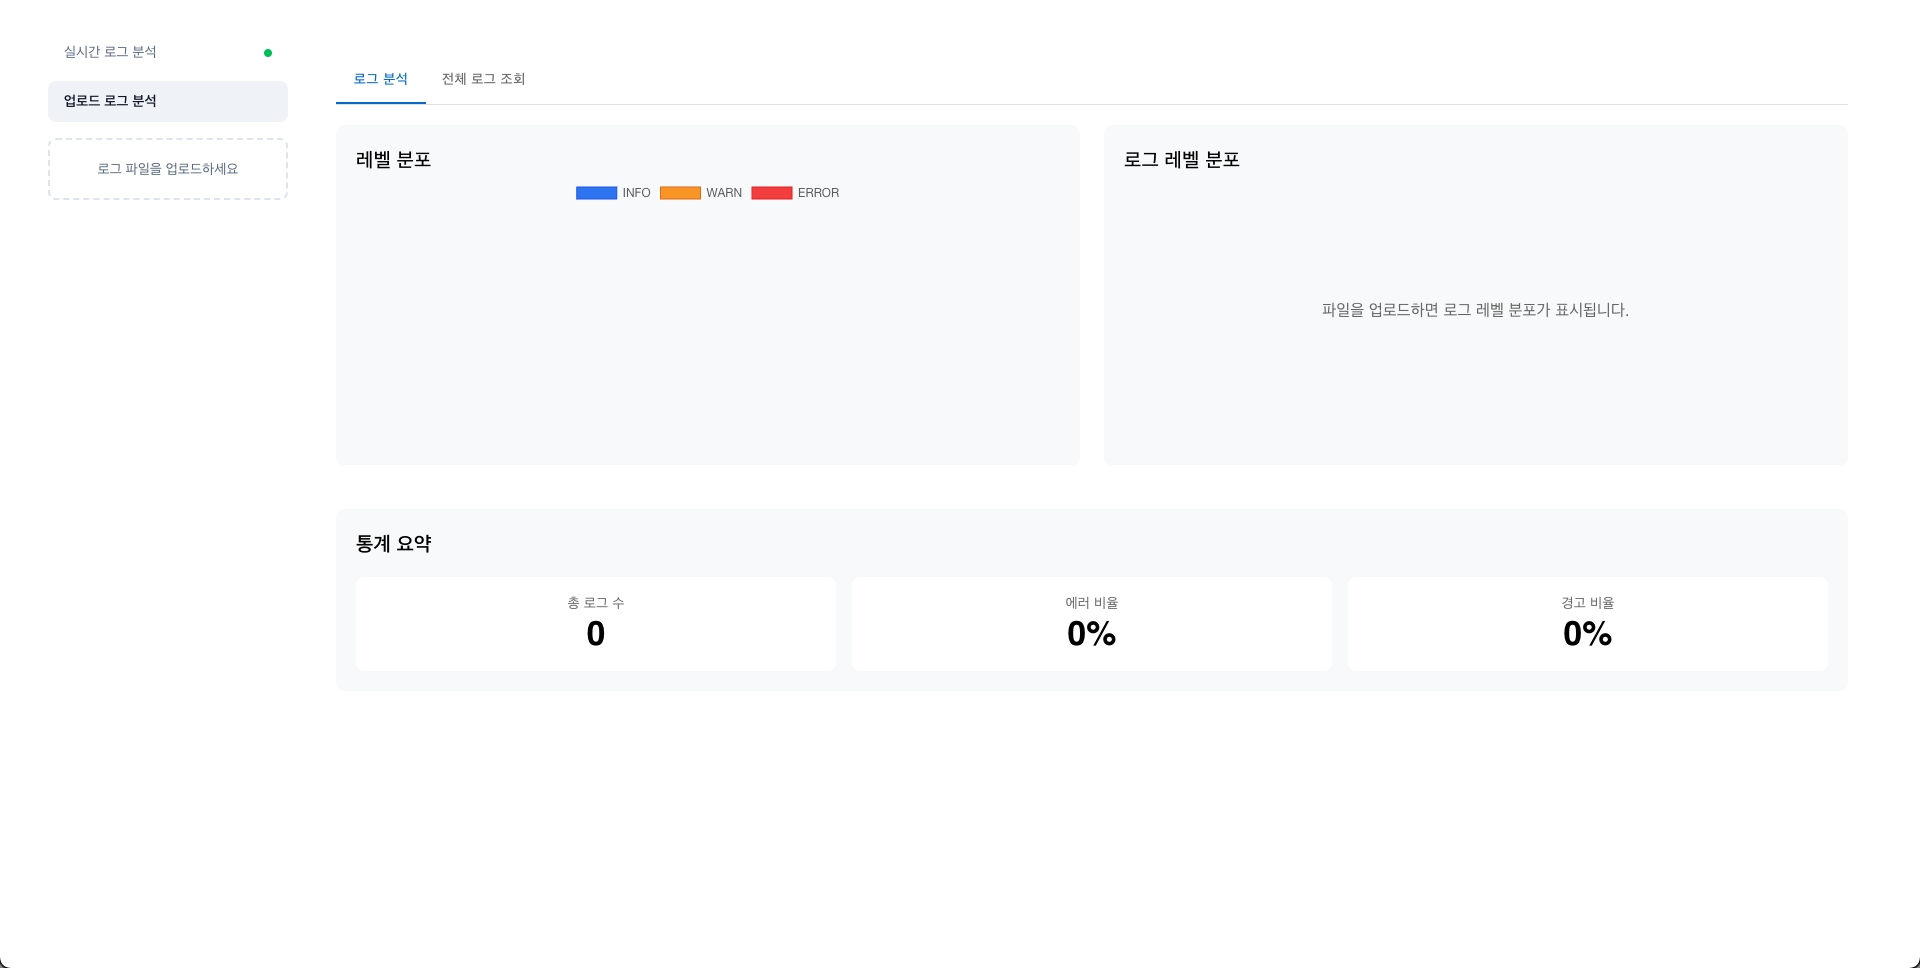 실시간 로그 분석
업로드 로그 분석
로그 파일을 업로드하세요
로그 분석
전체 로그 조회
레벨 분포
INFO
WARN
ERROR
로그 레벨 분포
파일을 업로드하면 로그 레벨 분포가 표시됩니다.
통계 요약
총 로그 수
0
에러 비율
0%
경고 비율
0%